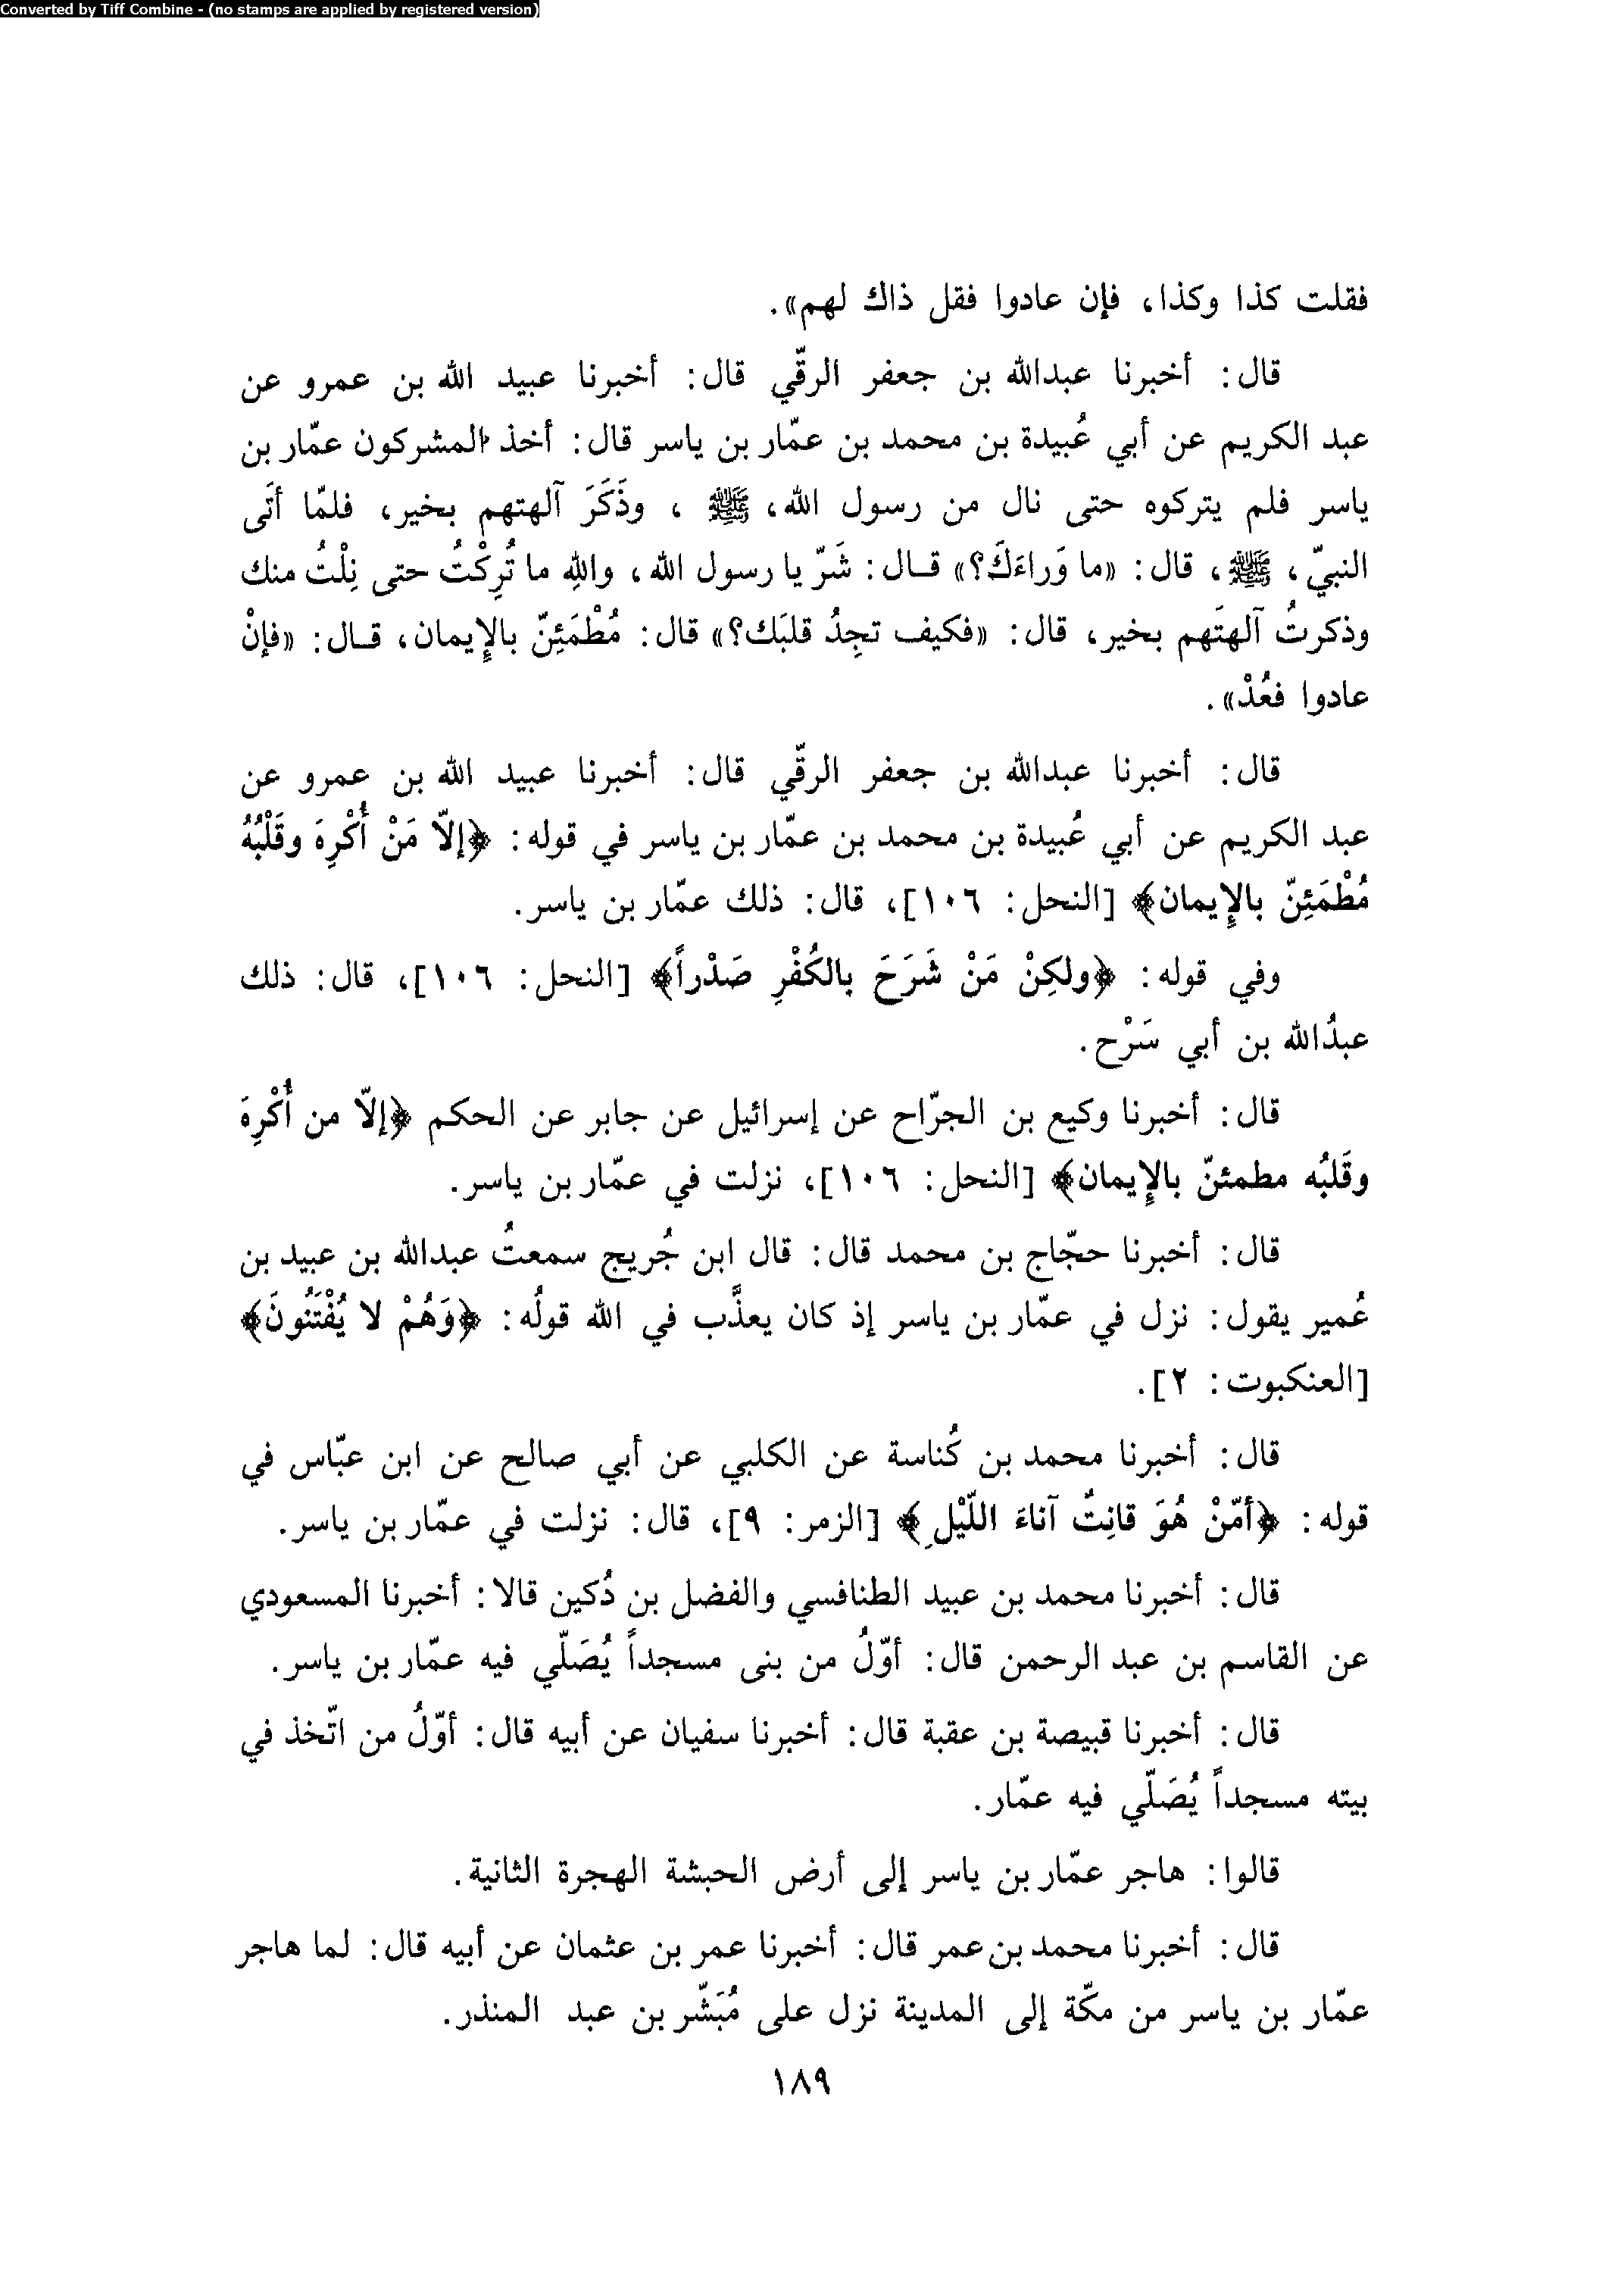 Converted by Tiff Combine - (no stamps are applied by registered version)
فقلت كذا وكذا، فإن عادوا فقل ذاك لهم».
قال: أخبرنا عبدالله بن جعفر الرقّي قال: أخبرنا عبيد الله بن عمرو عن
عبد الكريم عن أبي عُبيدة بن محمد بن عمّار بن ياسر قال: أخذ المشركون عمّار بن
ياسر فلم يتركوه حتى نال من رسول الله، ﷺ ، وذَكَرَ آلهتهم بخير، فلمّا أتَى
النبيّ، ﷺ، قال: «ما وَراءَكَ؟» قال: شَرّ يا رسول الله، واللهِ ما تُرِكْتُ حتى نِلْتُ منك
وذكرتُ آلهتَهم بخير، قال: «فكيف تجِدُ قلبَك؟» قال: مُطْمَئِنّ بالإيمان، قال: «فإنْ
عادوا فعُدْ».
قال: أخبرنا عبدالله بن جعفر الرقّي قال: أخبرنا عبيد الله بن عمرو عن
عبد الكريم عن أبي عُبيدة بن محمد بن عمّار بن ياسر في قوله: ﴿إلاّ مَنْ أُكْرِهَ وقَلْبُهُ
مُطْمَئِنّ بالإيمان﴾ [النحل: ١٠٦]، قال: ذلك عمّار بن ياسر.
وفي قوله: ﴿ولكِنْ مَنْ شَرَحَ بالكُفْرِ صَدْراً﴾ [النحل: ١٠٦]، قال: ذلك
عبدُالله بن أبي سَرْح.
قال: أخبرنا وكيع بن الجرّاح عن إسرائيل عن جابر عن الحكم ﴿إلاّ من أُكْرِهَ
وقَلبُه مطمئنّ بالإيمان﴾ [النحل: ١٠٦]، نزلت في عمّار بن ياسر.
قال: أخبرنا حجّاج بن محمد قال: قال ابن جُريج سمعتُ عبدالله بن عبيد بن
عُمير يقول: نزل في عمّار بن ياسر إذ كان يعذَّب في الله قولُه: ﴿وَهُمْ لا يُفْتَنُونَ﴾
[العنكبوت: ٢].
قال: أخبرنا محمد بن كُناسة عن الكلبي عن أبي صالح عن ابن عبّاس في
قوله: ﴿أمّنْ هُوَ قانِتٌ آناءَ اللّيْلِ﴾ [الزمر: ٩]، قال: نزلت في عمّار بن ياسر.
قال: أخبرنا محمد بن عبيد الطنافسي والفضل بن دُكين قالا: أخبرنا المسعودي
عن القاسم بن عبد الرحمن قال: أوّلُ من بنى مسجداً يُصَلّي فيه عمّار بن ياسر.
قال: أخبرنا قبيصة بن عقبة قال: أخبرنا سفيان عن أبيه قال: أوّلُ من اتّخذ في
بيته مسجداً يُصَلّي فيه عمّار.
قالوا: هاجر عمّار بن ياسر إلى أرض الحبشة الهجرة الثانية.
قال: أخبرنا محمد بن عمر قال: أخبرنا عمر بن عثمان عن أبيه قال: لما هاجر
عمّار بن ياسر من مكّة إلى المدينة نزل على مُبَشّر بن عبد المنذر.
١٨٩